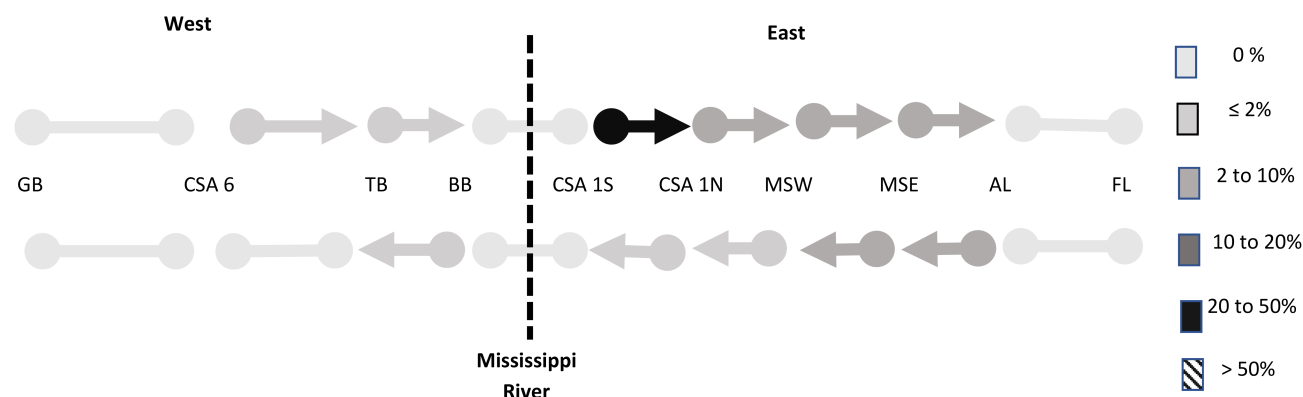 West
East
GB
CSA 6
TB
BB
CSA 1S
CSA 1N
MSW
MSE
AL
FL
Mississippi
River
0 %
≤ 2%
2 to 10%
10 to 20%
20 to 50%
> 50%